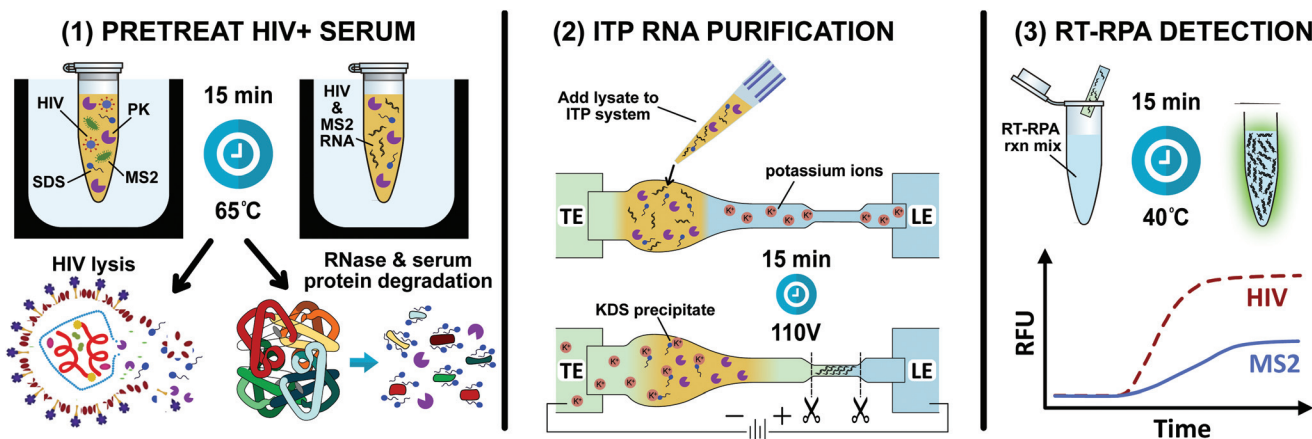 (1) PRETREAT HIV+ SERUM
HIV
PK
SDS
MS2
15 min
65°C
HIV
&
MS2
RNA
HIV lysis
RNase & serum
protein degradation
(2) ITP RNA PURIFICATION
Add lysate to
ITP system
potassium ions
TE
K+ K+ K+ K+ K+ K+ K+ K+
LE
15 min
110V
KDS precipitate
TE
K+ K+ K+ K+ K+ K+ K+ K+ K+ K+ K+ K+
LE
− +
(3) RT-RPA DETECTION
RT-RPA
rxn mix
15 min
40°C
RFU
HIV
MS2
Time